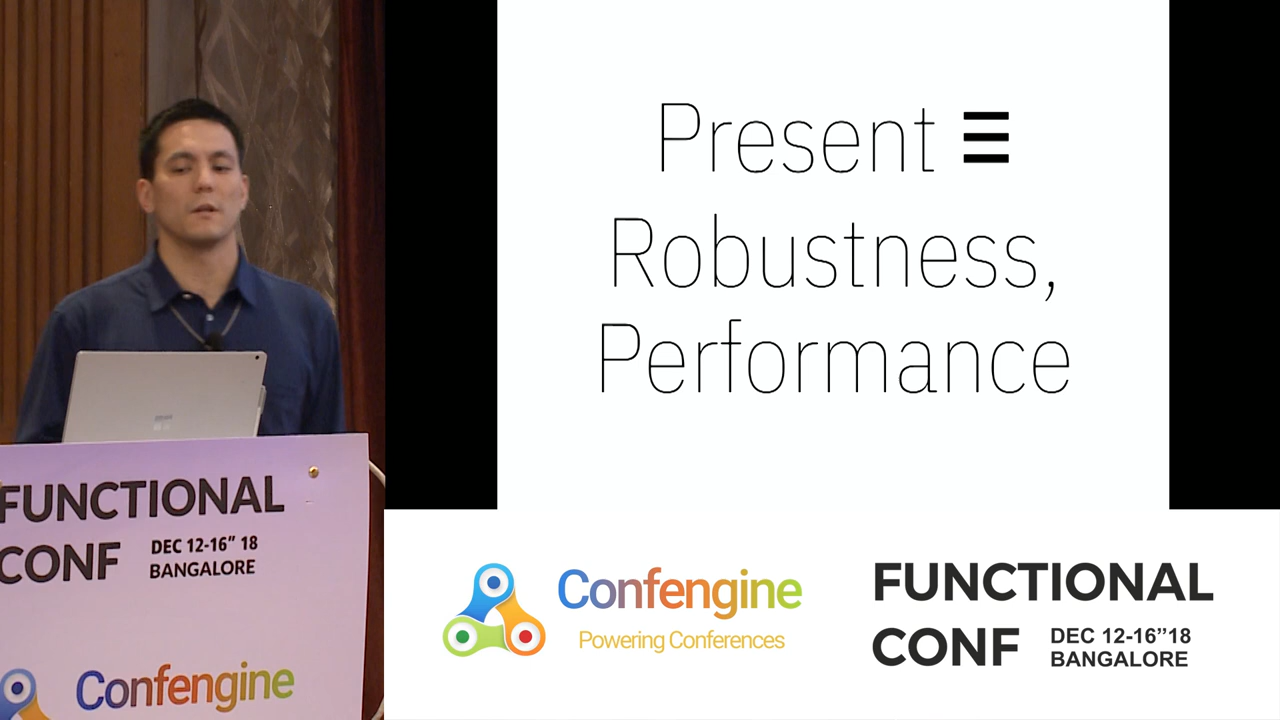 Present ≡
Robustness,
Performance
FUNCTIONAL
CONF
DEC 12-16” 18
BANGALORE
Confengine
Confengine
Powering Conferences
FUNCTIONAL
CONF
DEC 12-16”18
BANGALORE